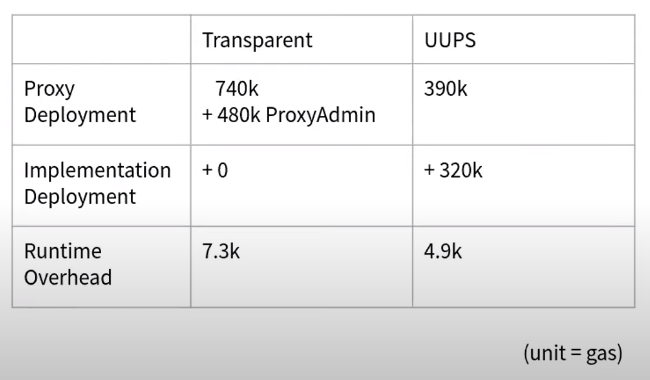 Transparent
UUPS
Proxy
Deployment
740k
+ 480k ProxyAdmin
390k
Implementation
Deployment
+ 0
+ 320k
Runtime
Overhead
7.3k
4.9k
(unit = gas)